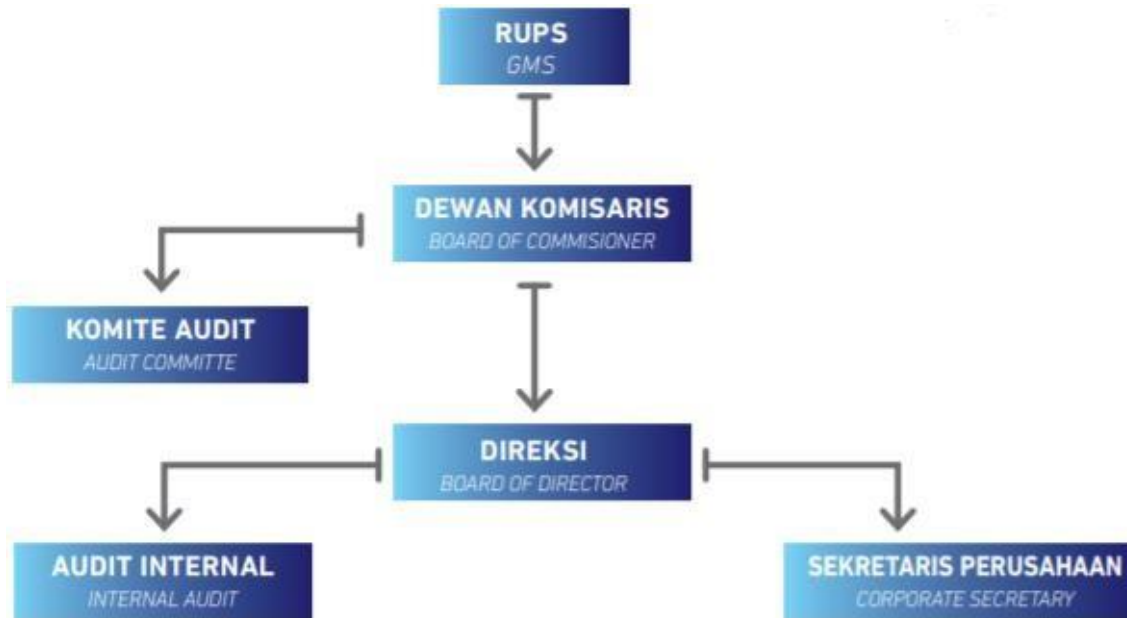 RUPS
GMS
DEWAN KOMISARIS
BOARD OF COMMISIONER
KOMITE AUDIT
AUDIT COMMITTE
DIREKSI
BOARD OF DIRECTOR
AUDIT INTERNAL
INTERNAL AUDIT
SEKRETARIS PERUSAHAAN
CORPORATE SECRETARY